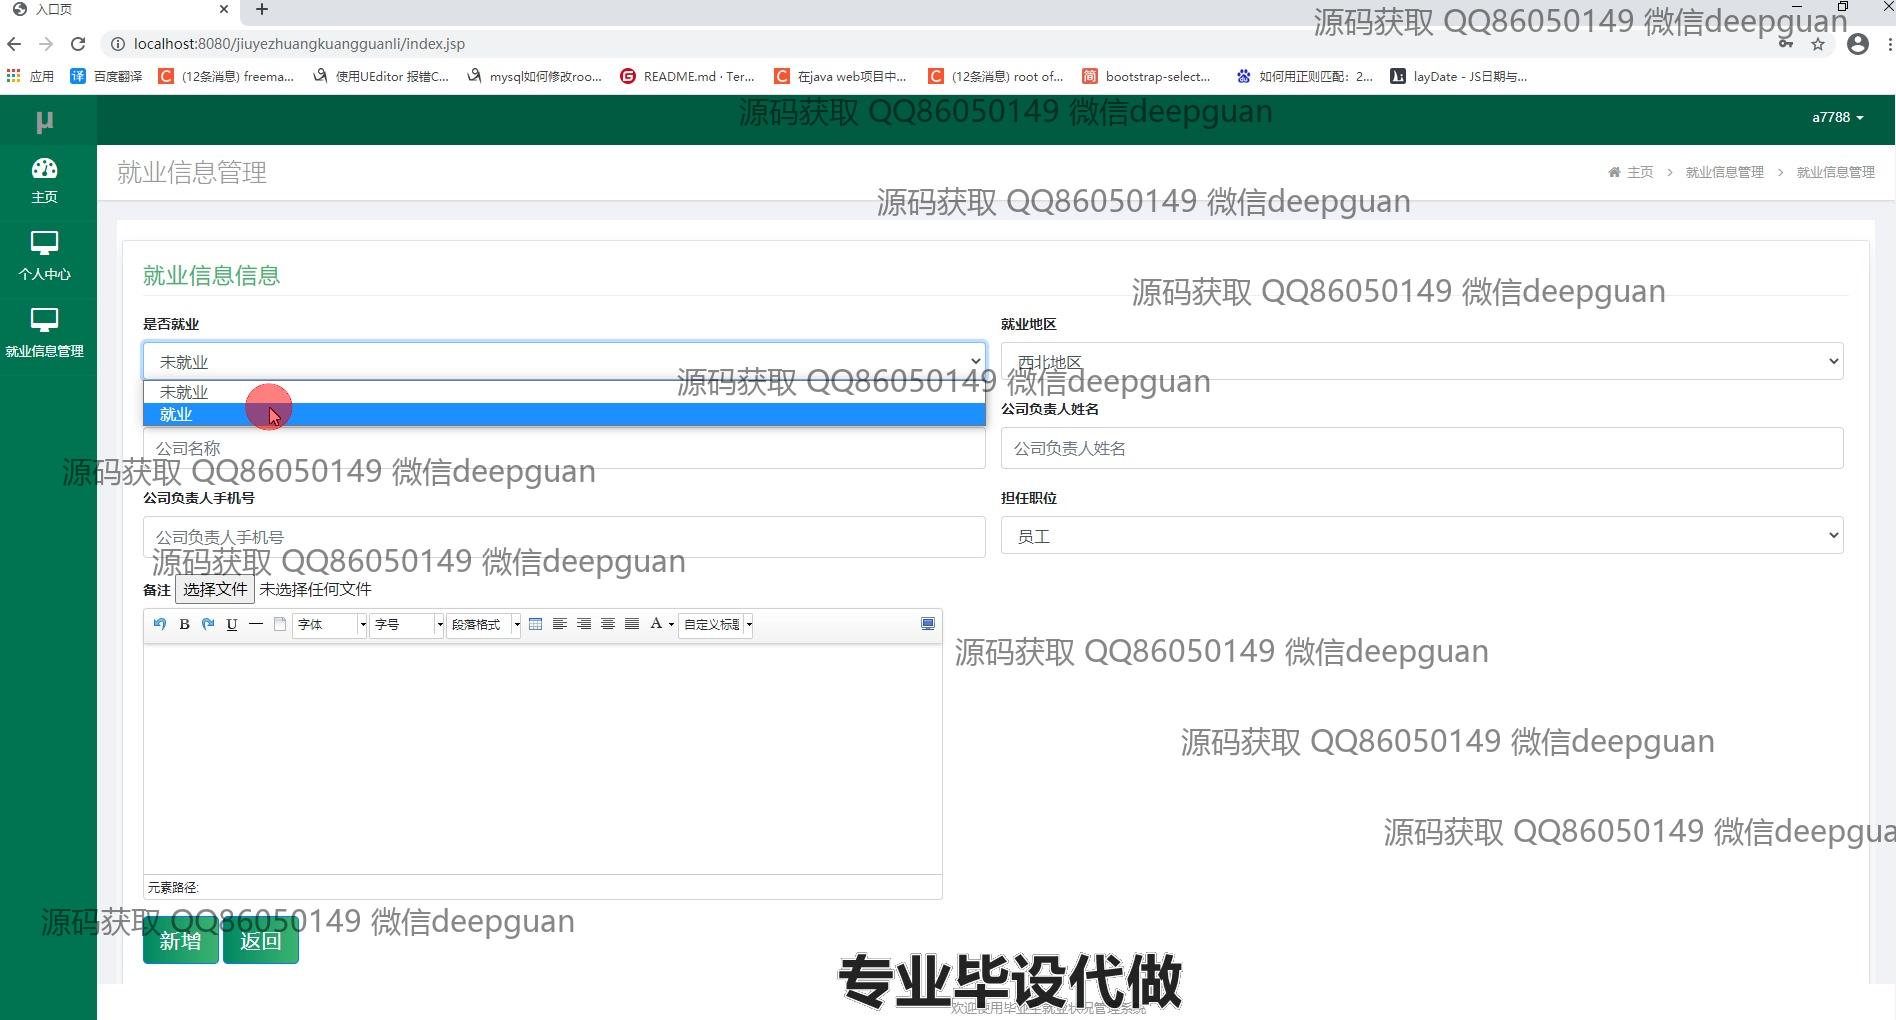 入口页
localhost:8080/jiuyezhuangkuangguanli/index.jsp
源码获取 QQ86050149 微信deepguan
应用
百度翻译
(12条消息) freema...
使用UEditor 报错C...
mysql如何修改roo...
README.md · Ter...
在java web项目中...
(12条消息) root of...
bootstrap-select...
如何用正则匹配：2...
layDate - JS日期与...
μ
源码获取 QQ86050149 微信deepguan
a7788
主页
个人中心
就业信息管理
就业信息管理
主页 > 就业信息管理 > 就业信息管理
源码获取 QQ86050149 微信deepguan
就业信息信息
源码获取 QQ86050149 微信deepguan
是否就业
就业地区
未就业
西北地区
源码获取 QQ86050149 微信deepguan
未就业
就业
公司负责人姓名
公司名称
公司负责人姓名
源码获取 QQ86050149 微信deepguan
公司负责人手机号
担任职位
公司负责人手机号
员工
源码获取 QQ86050149 微信deepguan
备注 选择文件 未选择任何文件
B U 字体 字号 段落格式 A 自定义标题
源码获取 QQ86050149 微信deepguan
源码获取 QQ86050149 微信deepguan
源码获取 QQ86050149 微信deepgua
元素路径:
源码获取 QQ86050149 微信deepguan
新增 返回
专业毕设代做
欢迎使用毕业生就业状况管理系统